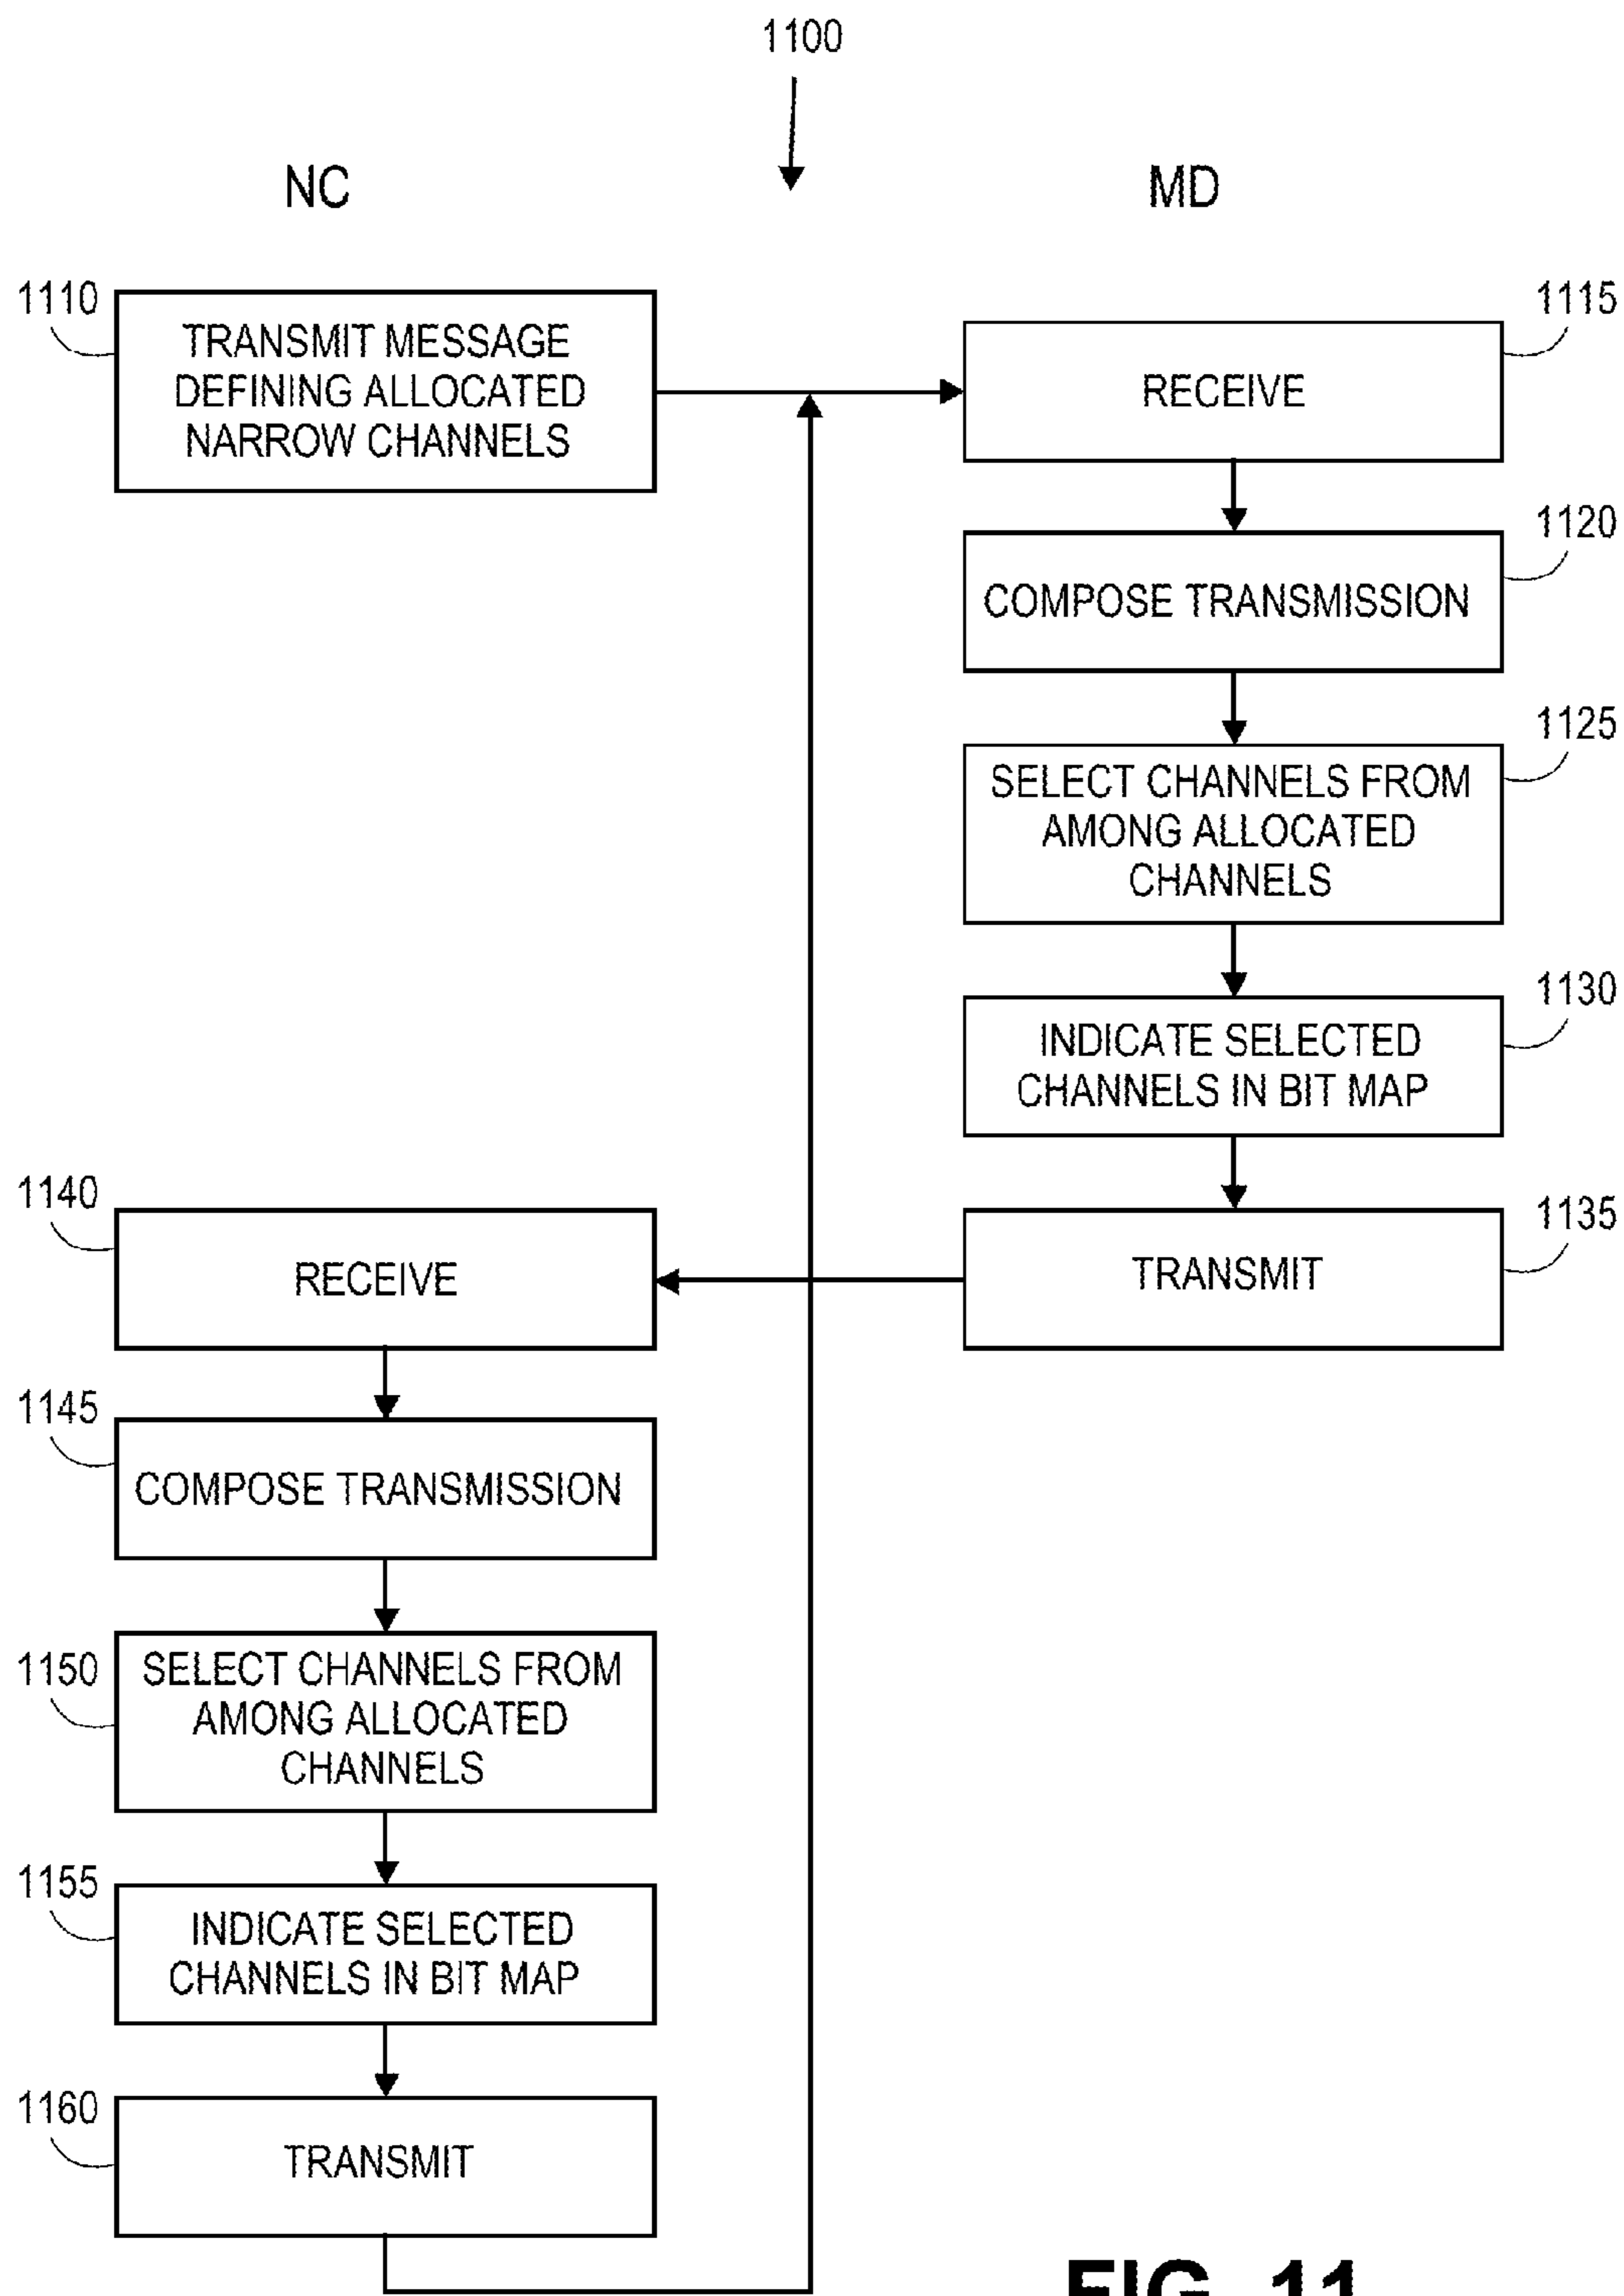 1100
NC
MD
1110
TRANSMIT MESSAGE
DEFINING ALLOCATED
NARROW CHANNELS
1115
RECEIVE
1120
COMPOSE TRANSMISSION
1125
SELECT CHANNELS FROM
AMONG ALLOCATED
CHANNELS
1130
INDICATE SELECTED
CHANNELS IN BIT MAP
1135
TRANSMIT
1140
RECEIVE
1145
COMPOSE TRANSMISSION
1150
SELECT CHANNELS FROM
AMONG ALLOCATED
CHANNELS
1155
INDICATE SELECTED
CHANNELS IN BIT MAP
1160
TRANSMIT
FIG. 11